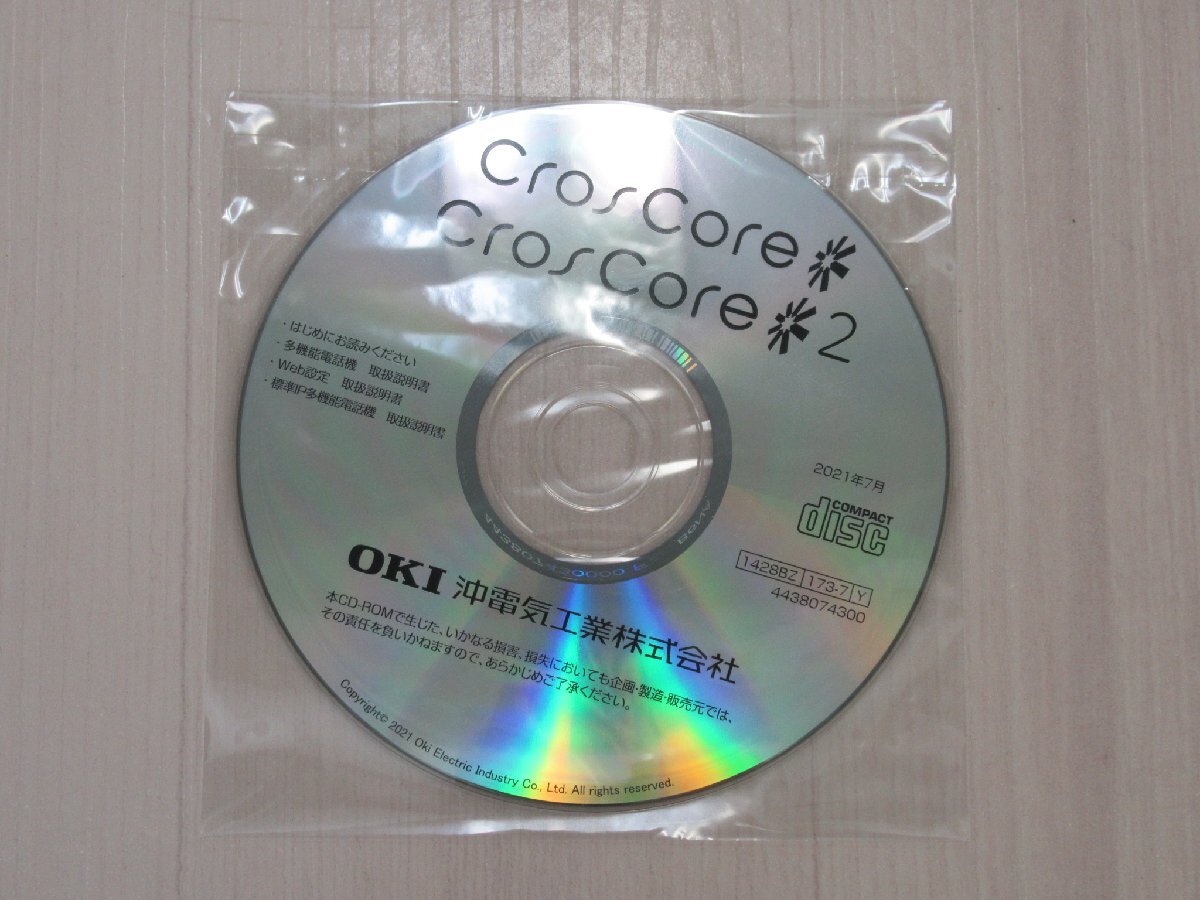 CrosCore
CrosCore 2
・はじめにお読みください
・多機能電話機 取扱説明書
・Web設定 取扱説明書
・標準IP多機能電話機 取扱説明書
2021年7月
COMPACT
disc
1428BZ 173-7 Y
4438074300
OKI 沖電気工業株式会社
本CD-ROMで生じた、いかなる損害、損失においても企画・製造・販売元では、
その責任を負いかねますので、あらかじめご了承ください。
Copyright© 2021 Oki Electric Industry Co., Ltd. All rights reserved.